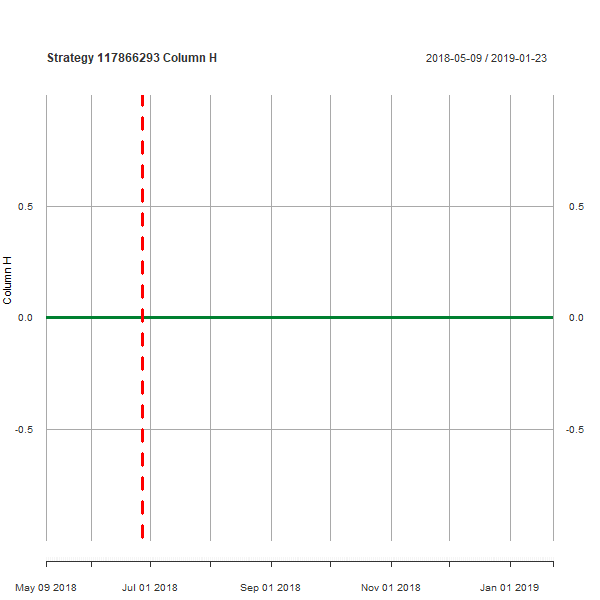 Strategy 117866293 Column H
2018-05-09 / 2019-01-23
0.5
0.5
Column H
0.0
0.0
-0.5
-0.5
May 09 2018
Jul 01 2018
Sep 01 2018
Nov 01 2018
Jan 01 2019